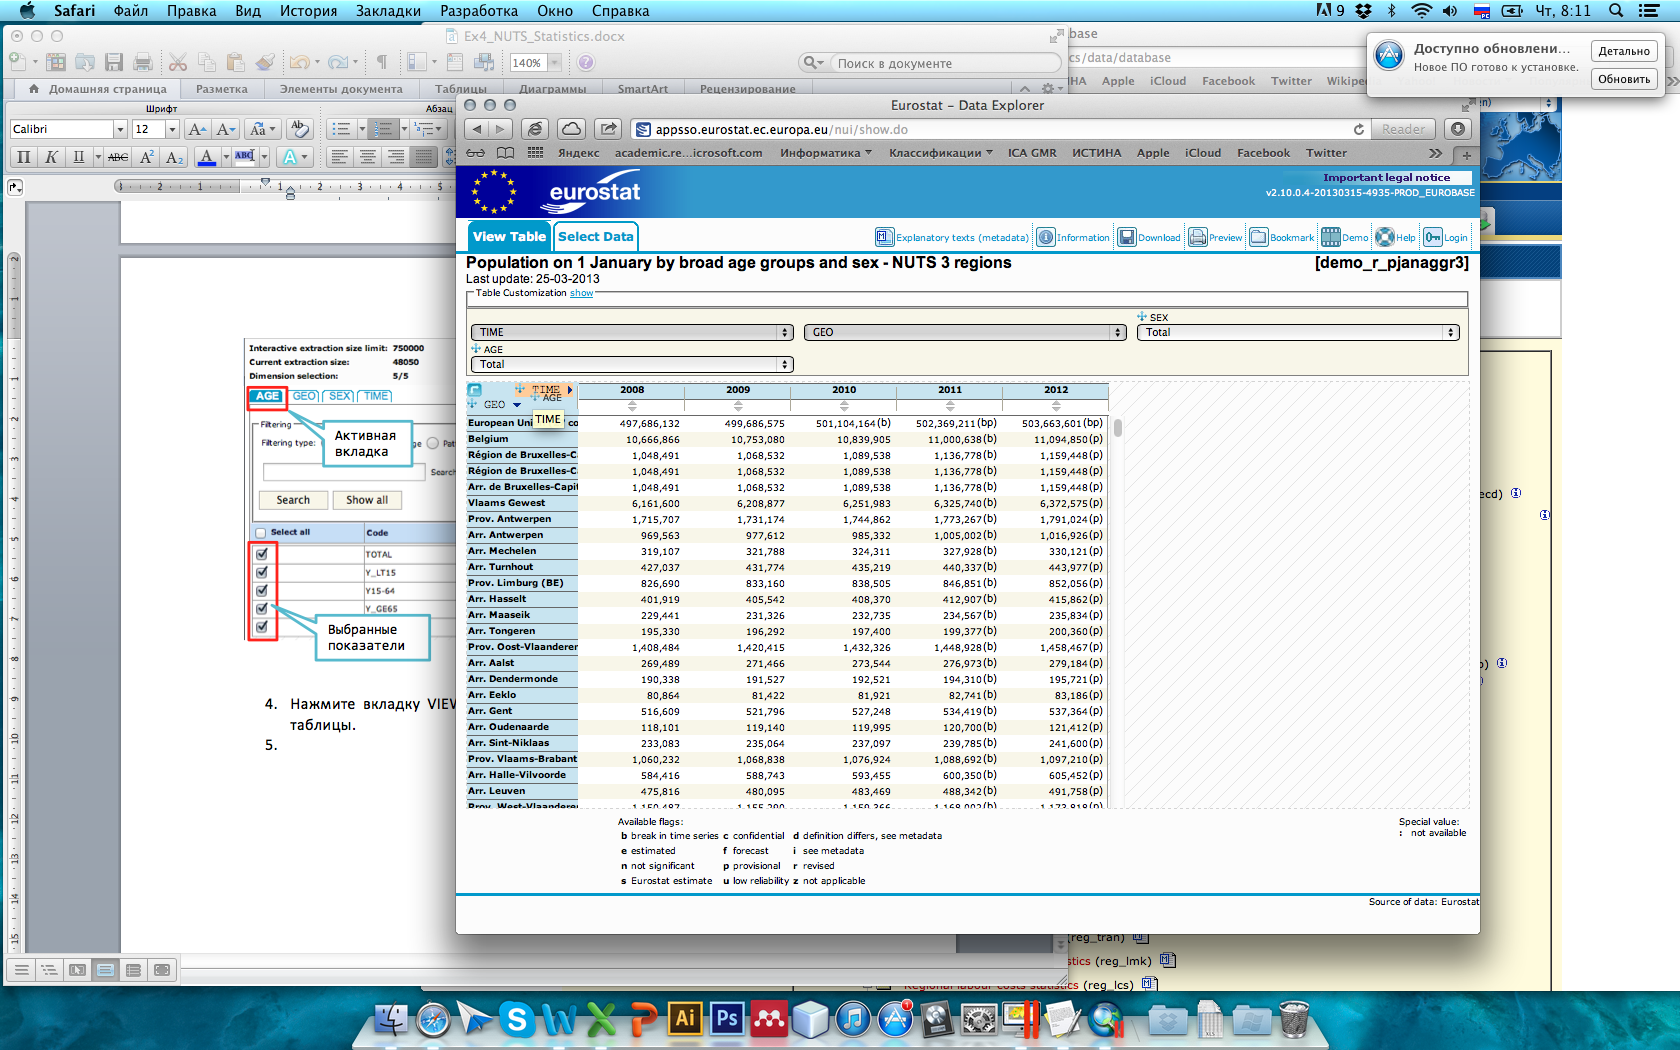 Safari Файл Правка Вид История Закладки Разработка Окно Справка
9 Чт, 8:11
Ex4_NUTS_Statistics.docx
140%
Поиск в документе
Домашняя страница Разметка Элементы документа Таблицы Диаграммы SmartArt Рецензирование
Шрифт Абзац
Calibri 12
Interactive extraction size limit: 750000
Current extraction size: 48050
Dimension selection: 5/5
AGE GEO SEX TIME
Filtering
Filtering type:
Активная
вкладка
Search Show all
Select all Code
TOTAL
Y_LT15
Y15-64
Y_GE65
Выбранные
показатели
4. Нажмите вкладку VIEW
таблицы.
5.
cs/data/database
Apple iCloud Facebook Twitter
Доступно обновлени...
Новое ПО готово к установке.
Детально
Обновить
Eurostat – Data Explorer
appsso.eurostat.ec.europa.eu/nui/show.do
Reader
Яндекс academic.re...icrosoft.com Информатика Классификации ICA GMR ИСТИНА Apple iCloud Facebook Twitter
eurostat
Important legal notice
v2.10.0.4-20130315-4935-PROD_EUROBASE
View Table Select Data
Explanatory texts (metadata) Information Download Preview Bookmark Demo Help Login
Population on 1 January by broad age groups and sex - NUTS 3 regions [demo_r_pjanaggr3]
Last update: 25-03-2013
Table Customization show
TIME GEO SEX Total
AGE
Total
TIME 2008 2009 2010 2011 2012
AGE
GEO
TIME
European Uni co 497,686,132 499,686,575 501,104,164(b) 502,369,211(bp) 503,663,601(bp)
Belgium 10,666,866 10,753,080 10,839,905 11,000,638(b) 11,094,850(p)
Région de Bruxelles-C 1,048,491 1,068,532 1,089,538 1,136,778(b) 1,159,448(p)
Région de Bruxelles-C 1,048,491 1,068,532 1,089,538 1,136,778(b) 1,159,448(p)
Arr. de Bruxelles-Capi 1,048,491 1,068,532 1,089,538 1,136,778(b) 1,159,448(p)
Vlaams Gewest 6,161,600 6,208,877 6,251,983 6,325,740(b) 6,372,575(p)
Prov. Antwerpen 1,715,707 1,731,174 1,744,862 1,773,267(b) 1,791,024(p)
Arr. Antwerpen 969,563 977,612 985,332 1,005,002(b) 1,016,926(p)
Arr. Mechelen 319,107 321,788 324,311 327,928(b) 330,121(p)
Arr. Turnhout 427,037 431,774 435,219 440,337(b) 443,977(p)
Prov. Limburg (BE) 826,690 833,160 838,505 846,851(b) 852,056(p)
Arr. Hasselt 401,919 405,542 408,370 412,907(b) 415,862(p)
Arr. Maaseik 229,441 231,326 232,735 234,567(b) 235,834(p)
Arr. Tongeren 195,330 196,292 197,400 199,377(b) 200,360(p)
Prov. Oost-Vlaanderen 1,408,484 1,420,415 1,432,326 1,448,928(b) 1,458,467(p)
Arr. Aalst 269,489 271,466 273,544 276,973(b) 279,184(p)
Arr. Dendermonde 190,338 191,527 192,521 194,310(b) 195,721(p)
Arr. Eeklo 80,864 81,422 81,921 82,741(b) 83,186(p)
Arr. Gent 516,609 521,796 527,248 534,419(b) 537,364(p)
Arr. Oudenaarde 118,101 119,140 119,995 120,700(b) 121,412(p)
Arr. Sint-Niklaas 233,083 235,064 237,097 239,785(b) 241,600(p)
Prov. Vlaams-Brabant 1,060,232 1,068,838 1,076,924 1,088,692(b) 1,097,210(p)
Arr. Halle-Vilvoorde 584,416 588,743 593,455 600,350(b) 605,452(p)
Arr. Leuven 475,816 480,095 483,469 488,342(b) 491,758(p)
Available flags: Special value:
b break in time series c confidential d definition differs, see metadata : not available
e estimated f forecast i see metadata
n not significant p provisional r revised
s Eurostat estimate u low reliability z not applicable
Source of data: Eurostat
(reg_tran)
stics (reg_lmk)
Regional labour costs statistics (reg_lcs)
Ai Ps